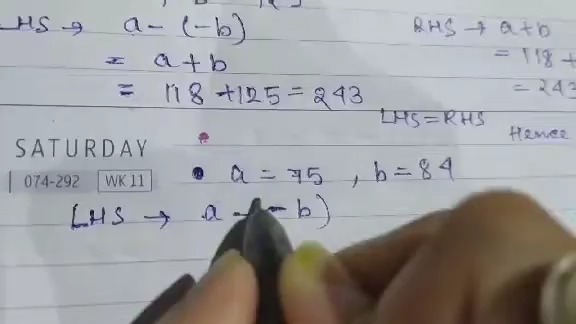 LHS → a-(-b)
RHS → a+b
= a+b
= 118+
= 118+125=243
= 243
LHS=RHS
Hence
SATURDAY
074-292 WK 11
• a=75, b=84
LHS → a - - b)